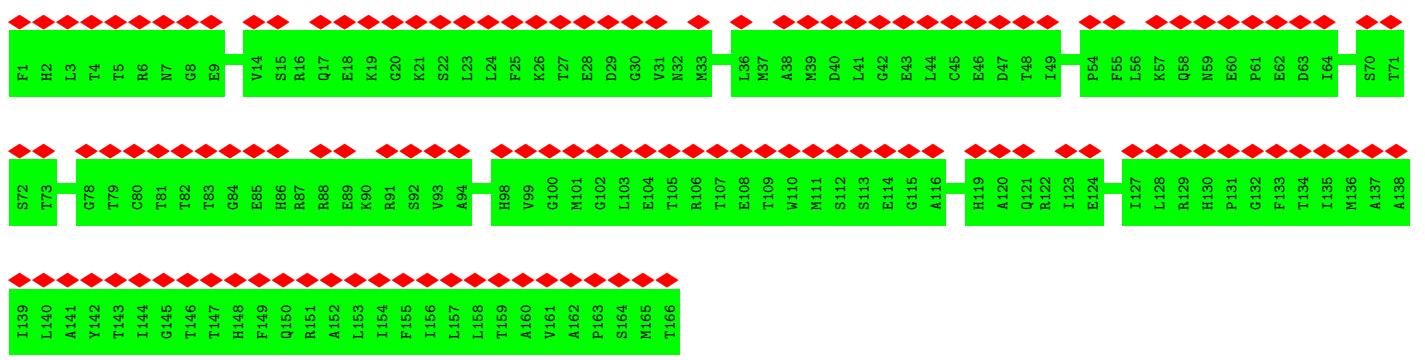 F1 H2 L3 T4 T5 R6 N7 G8 E9 V14 S15 R16 Q17 E18 K19 G20 K21 S22 L23 L24 F25 K26 T27 E28 D29 G30 V31 N32 M33 L36 M37 A38 M39 D40 L41 G42 E43 L44 C45 E46 D47 T48 I49 P54 F55 L56 K57 Q58 N59 E60 P61 E62 D63 I64 S70 T71
S72 T73 G78 T79 C80 T81 T82 T83 G84 E85 H86 R87 R88 E89 K90 R91 S92 V93 A94 H98 V99 G100 M101 G102 L103 E104 T105 R106 T107 E108 T109 W110 M111 S112 S113 E114 G115 A116 H119 A120 Q121 R122 I123 E124 I127 L128 R129 H130 P131 G132 F133 T134 I135 M136 A137 A138
I139 L140 A141 Y142 T143 I144 G145 T146 T147 H148 F149 Q150 R151 A152 L153 I154 F155 I156 L157 L158 T159 A160 V161 A162 P163 S164 M165 T166